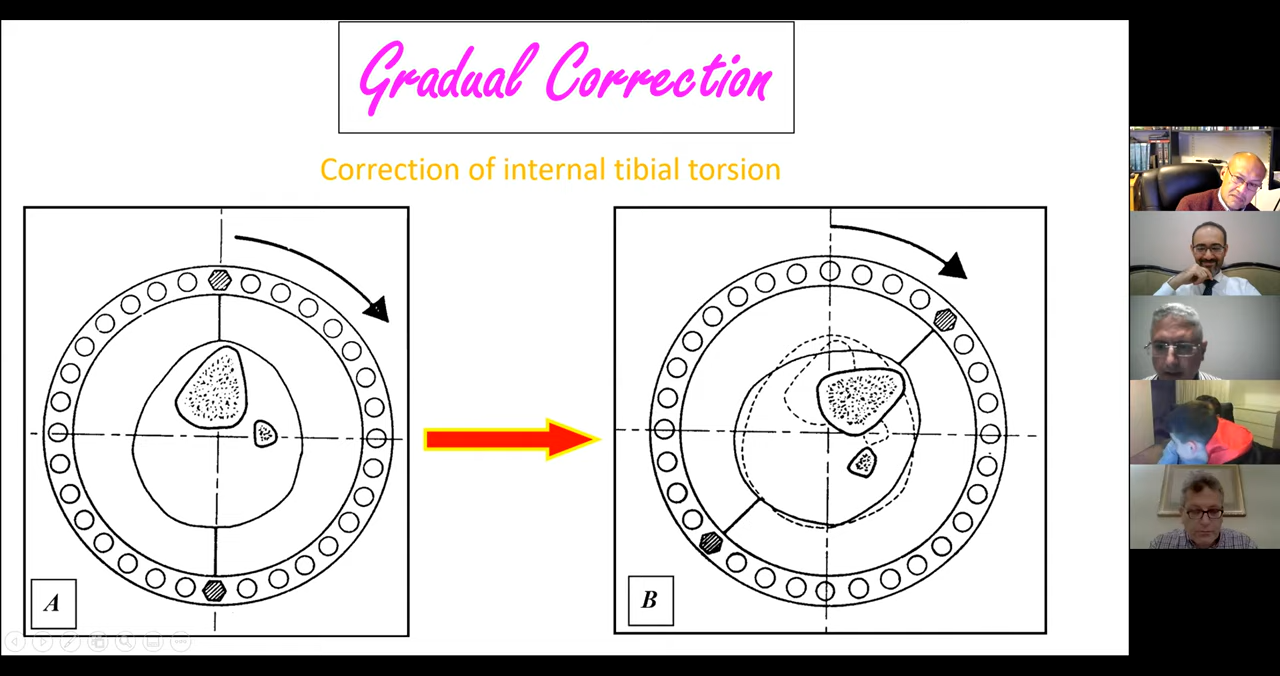 Gradual Correction
Correction of internal tibial torsion
A
B